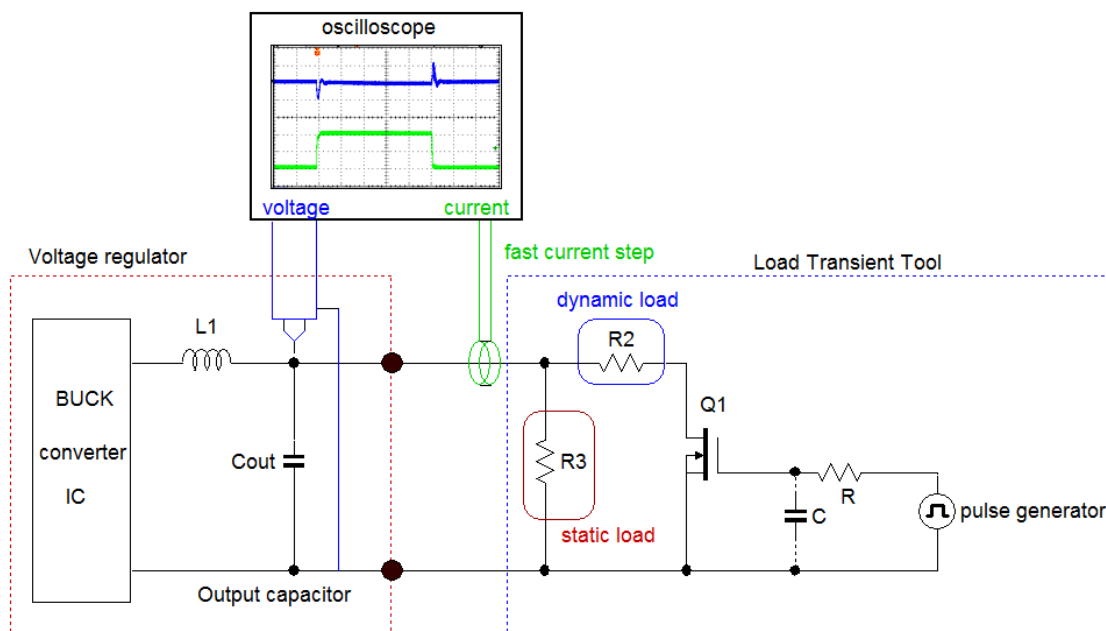 oscilloscope
voltage
current
fast current step
Voltage regulator
Load Transient Tool
dynamic load
L1
R2
BUCK
converter
IC
Q1
Cout
R3
R
C
pulse generator
static load
Output capacitor